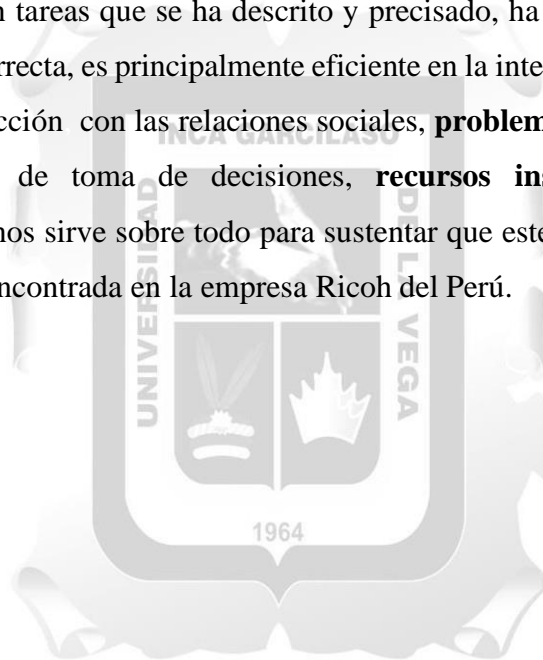 n tareas que se ha descrito y precisado, ha
rrecta, es principalmente eficiente en la inte
cción con las relaciones sociales, problem
de toma de decisiones, recursos ins
nos sirve sobre todo para sustentar que este
ncontrada en la empresa Ricoh del Perú.
UNIVERSIDAD
INCA GARCILASO
DE LA VEGA
1964